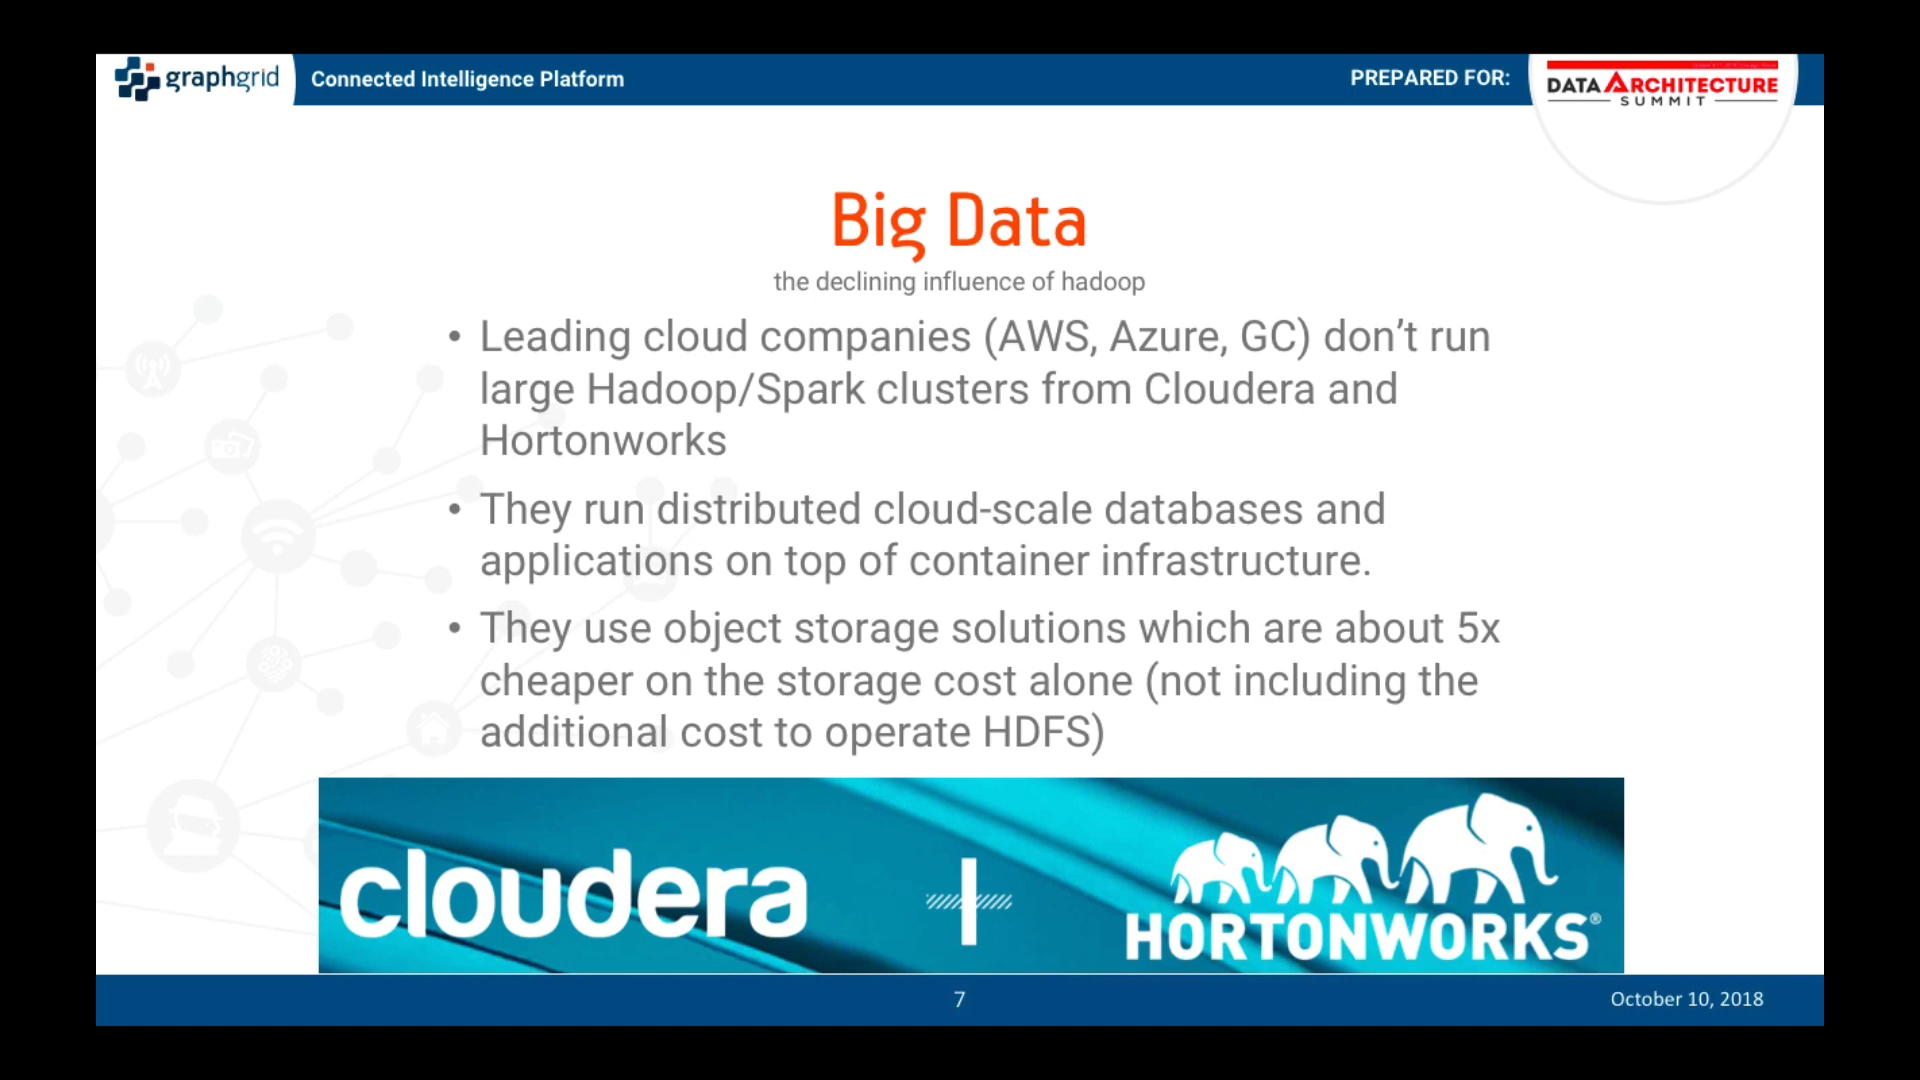 graphgrid
Connected Intelligence Platform
PREPARED FOR:
DATA ARCHITECTURE
SUMMIT
Big Data
the declining influence of hadoop
• Leading cloud companies (AWS, Azure, GC) don’t run
large Hadoop/Spark clusters from Cloudera and
Hortonworks
• They run distributed cloud-scale databases and
applications on top of container infrastructure.
• They use object storage solutions which are about 5x
cheaper on the storage cost alone (not including the
additional cost to operate HDFS)
cloudera
HORTONWORKS®
7
October 10, 2018